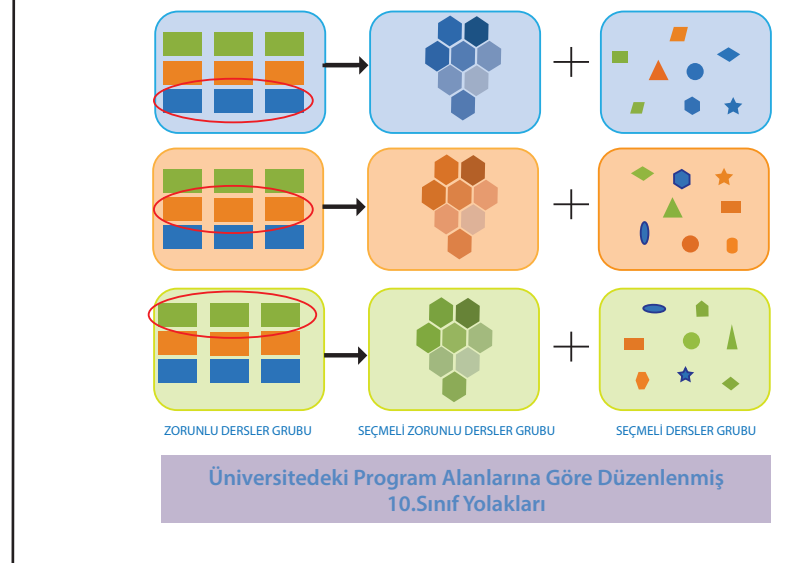 ZORUNLU DERSLER GRUBU
SEÇMELİ ZORUNLU DERSLER GRUBU
SEÇMELİ DERSLER GRUBU
Üniversitedeki Program Alanlarına Göre Düzenlenmiş
10.Sınıf Yolakları